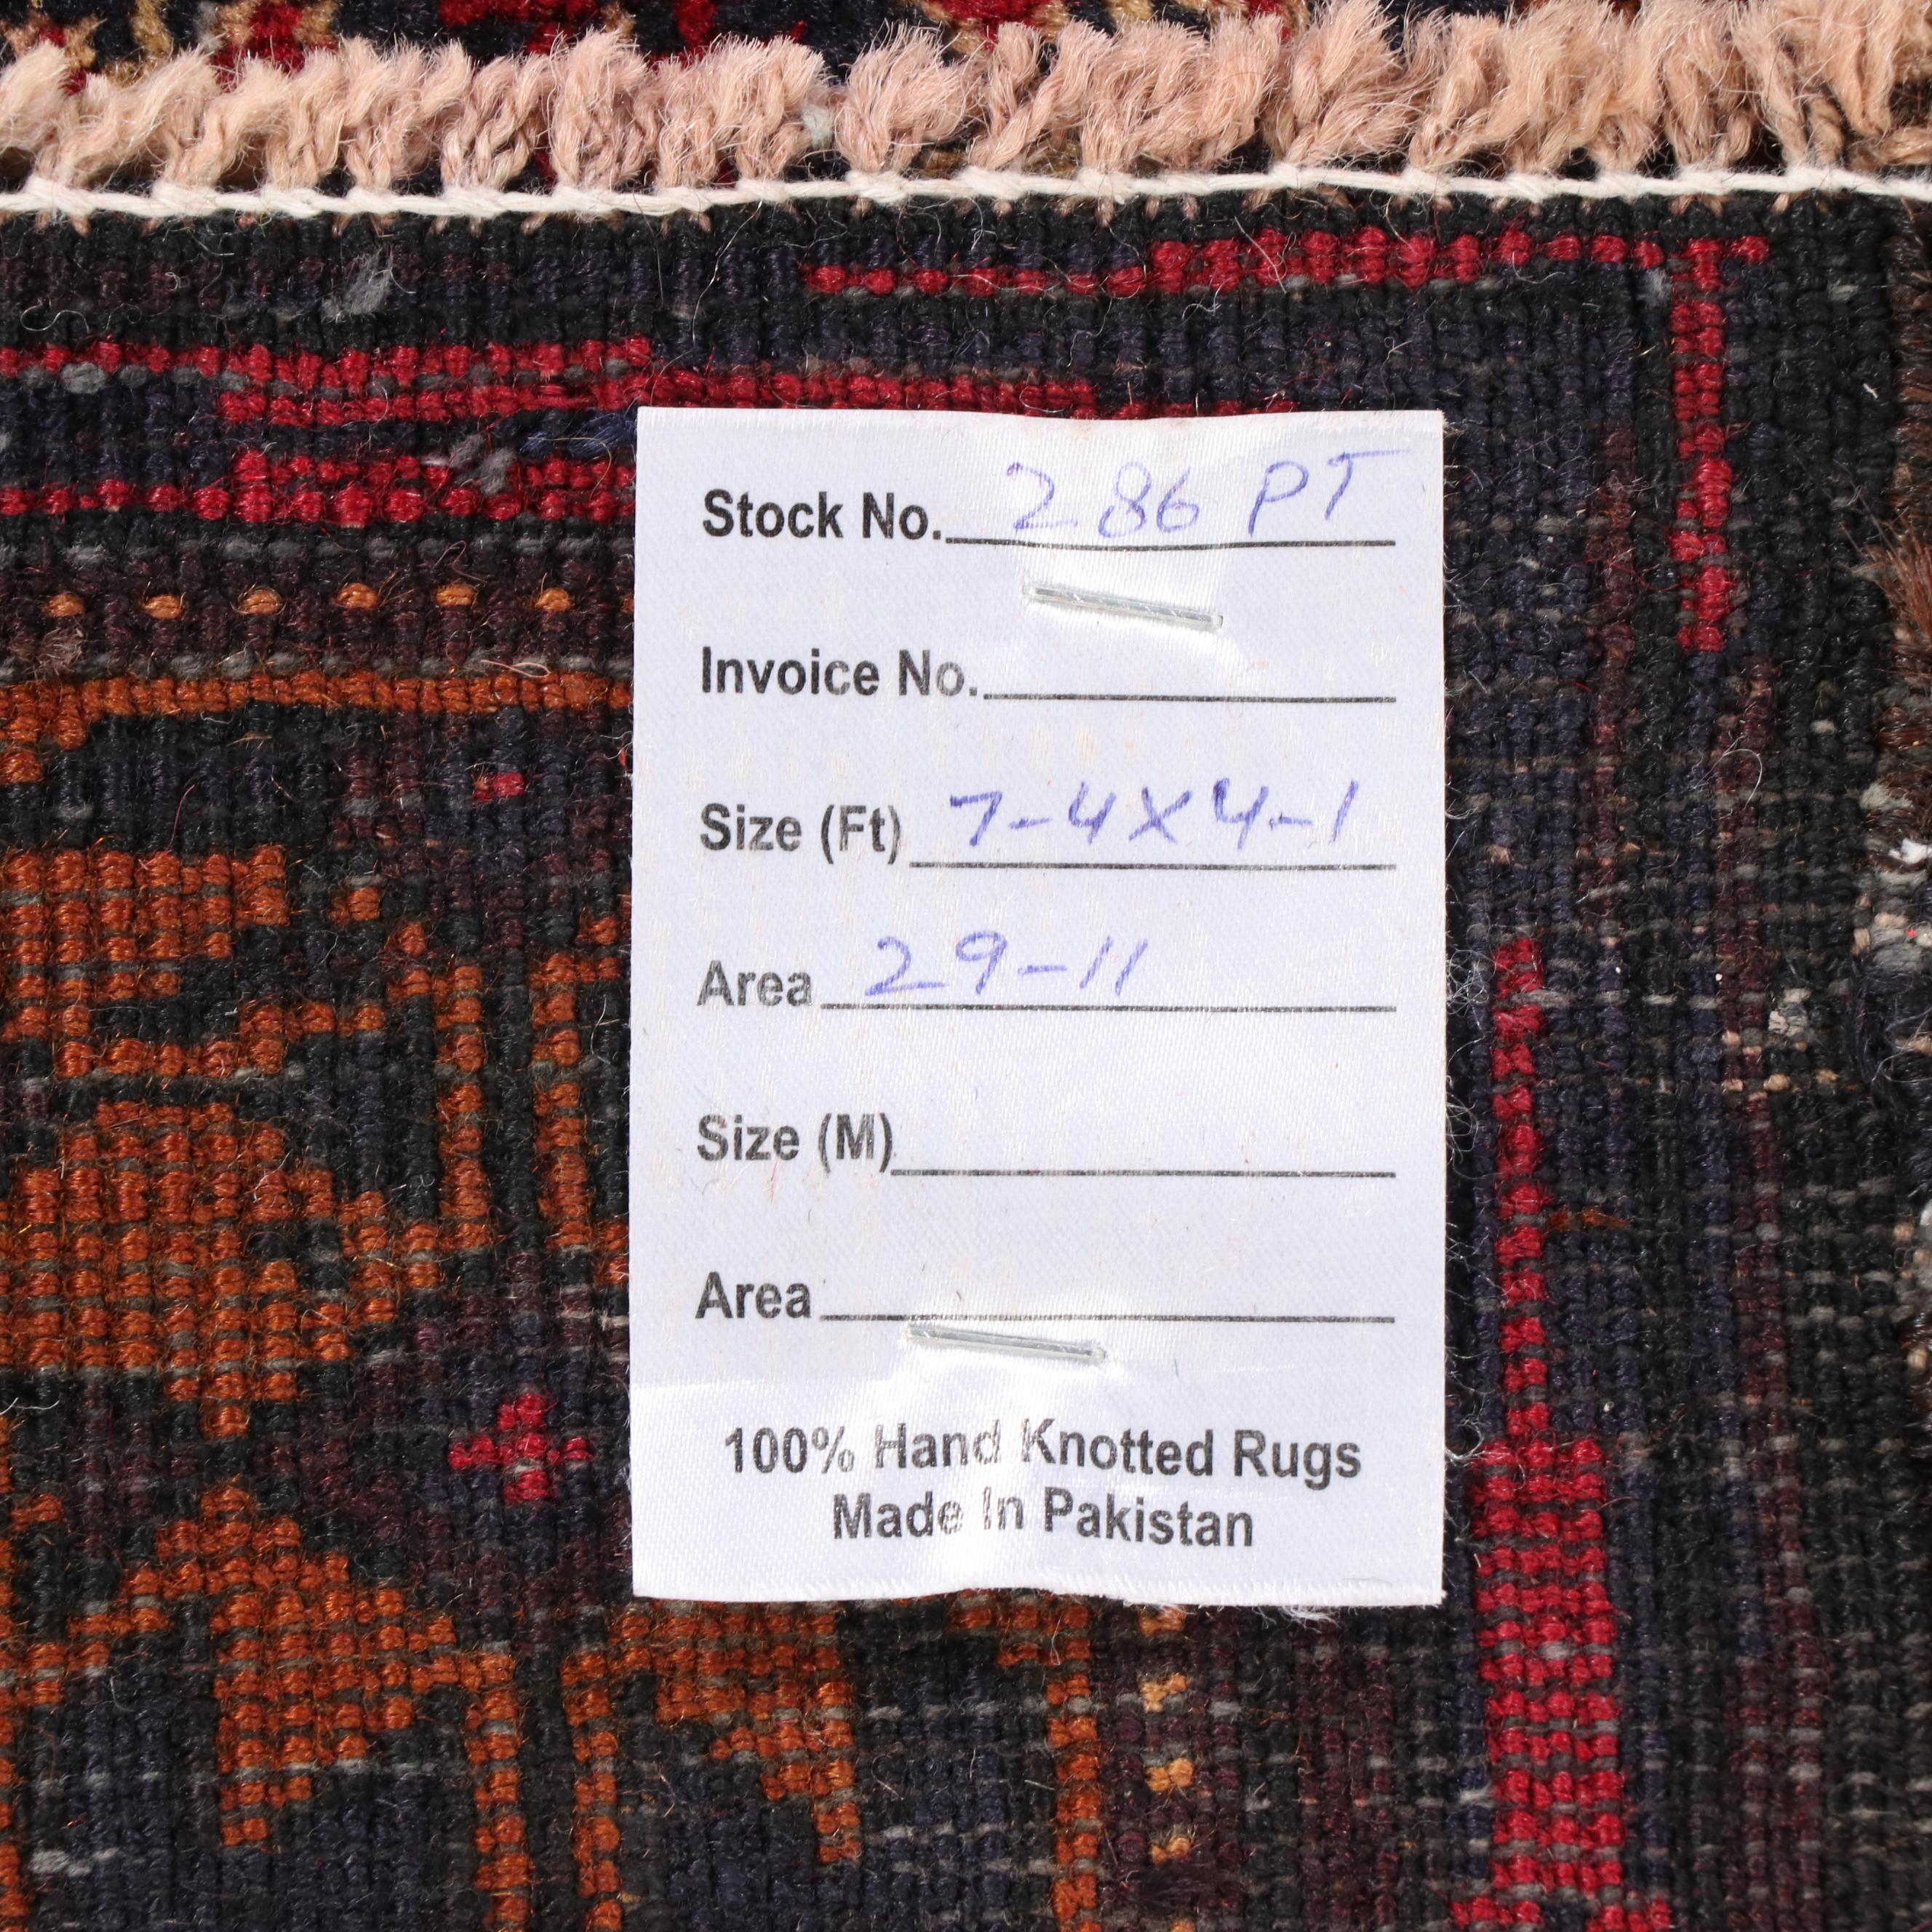 Stock No. 286 PT
Invoice No.
Size (Ft) 7-4X4-1
Area 29-11
Size (M)
Area
100% Hand Knotted Rugs
Made In Pakistan